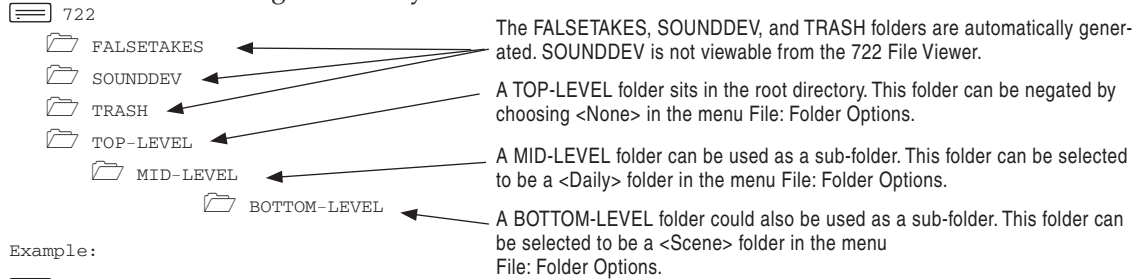 722
FALSETAKES
SOUNDDEV
TRASH
TOP-LEVEL
MID-LEVEL
BOTTOM-LEVEL
Example:
The FALSETAKES, SOUNDDEV, and TRASH folders are automatically gener-
ated. SOUNDDEV is not viewable from the 722 File Viewer.
A TOP-LEVEL folder sits in the root directory. This folder can be negated by
choosing <None> in the menu File: Folder Options.
A MID-LEVEL folder can be used as a sub-folder. This folder can be selected
to be a <Daily> folder in the menu File: Folder Options.
A BOTTOM-LEVEL folder could also be used as a sub-folder. This folder can
be selected to be a <Scene> folder in the menu
File: Folder Options.